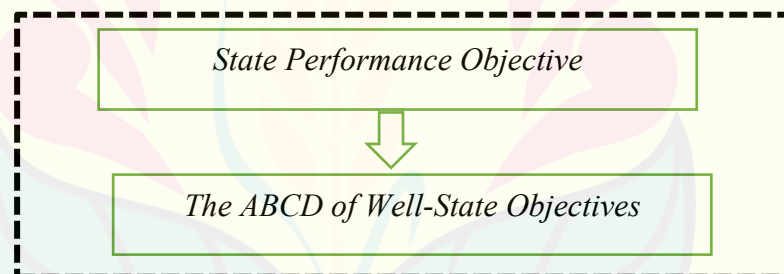 State Performance Objective
The ABCD of Well-State Objectives